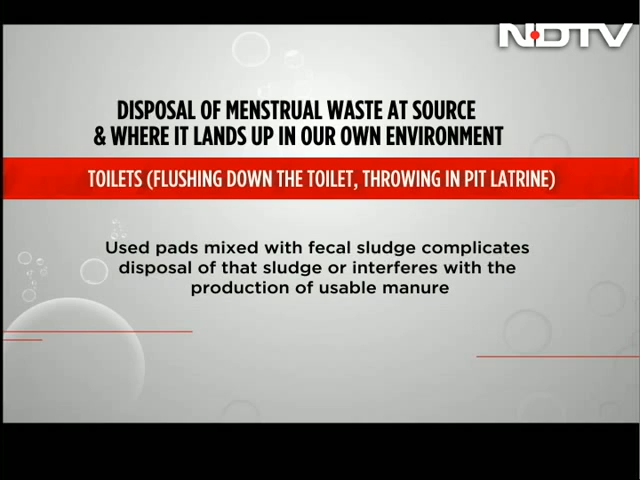 NDTV
DISPOSAL OF MENSTRUAL WASTE AT SOURCE
& WHERE IT LANDS UP IN OUR OWN ENVIRONMENT
TOILETS (FLUSHING DOWN THE TOILET, THROWING IN PIT LATRINE)
Used pads mixed with fecal sludge complicates
disposal of that sludge or interferes with the
production of usable manure